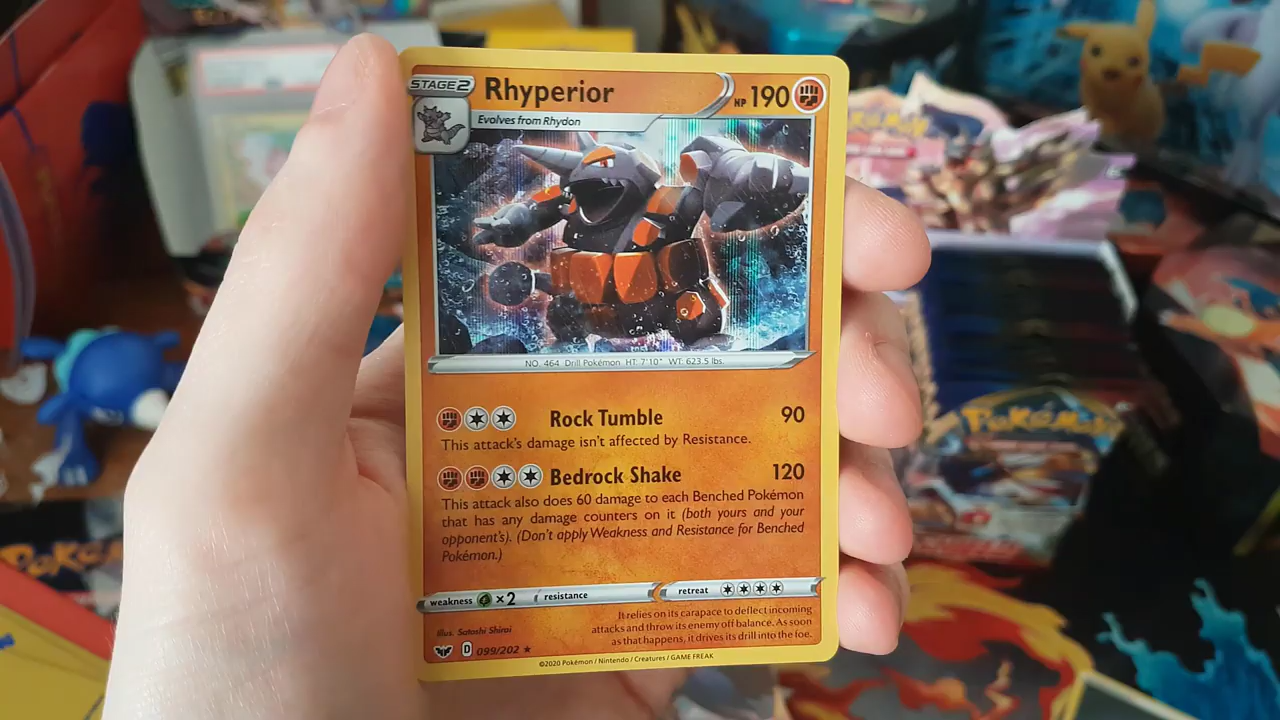 STAGE2
Rhyperior
HP 190
Evolves from Rhydon
NO. 464 Drill Pokémon HT: 7'10" WT: 623.5 lbs.
Rock Tumble 90
This attack's damage isn't affected by Resistance.
Bedrock Shake 120
This attack also does 60 damage to each Benched Pokémon
that has any damage counters on it (both yours and your
opponent's). (Don't apply Weakness and Resistance for Benched
Pokémon.)
weakness ×2 resistance retreat
It relies on its carapace to deflect incoming
attacks and throw its enemy off balance. As soon
as that happens, it drives its drill into the foe.
Illus. Satoshi Shirai
D 099/202 ★
©2020 Pokémon / Nintendo / Creatures / GAME FREAK
POKÉMON
POKÉMON
POKÉMON